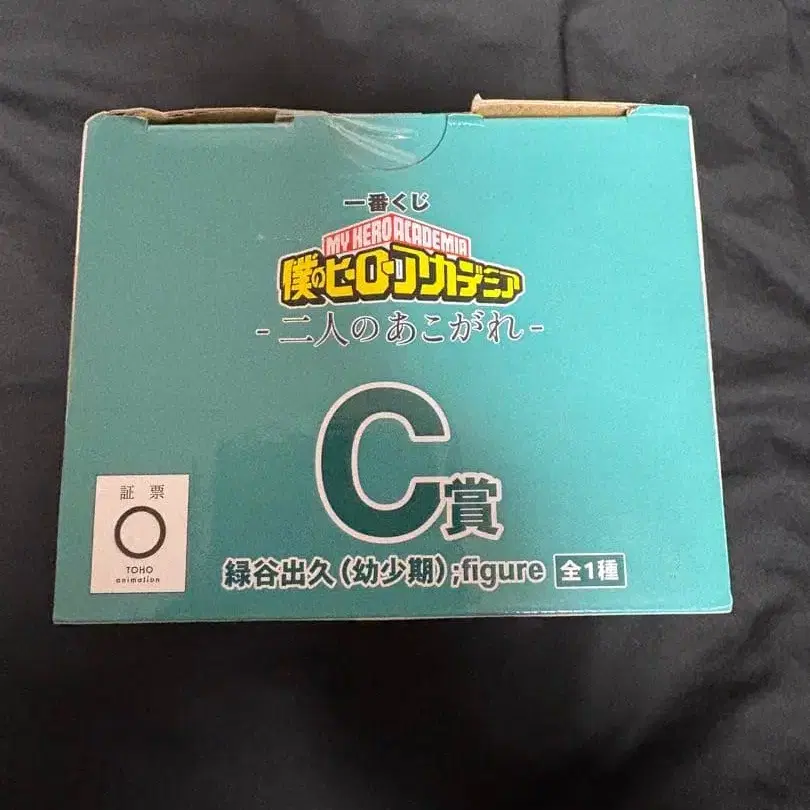 一番くじ
MY HERO ACADEMIA
僕のヒーローアカデミア
-二人のあこがれ-
C賞
緑谷出久(幼少期);figure 全1種
証票
TOHO
animation